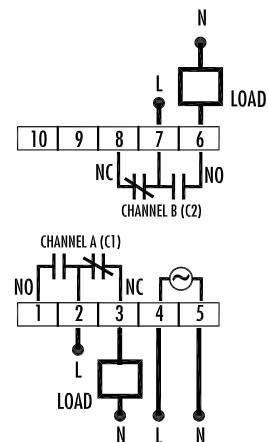 N
L
LOAD
10 9 8 7 6
NC NO
CHANNEL B (C2)
CHANNEL A (C1)
NO NC
1 2 3 4 5
L
LOAD
N L N